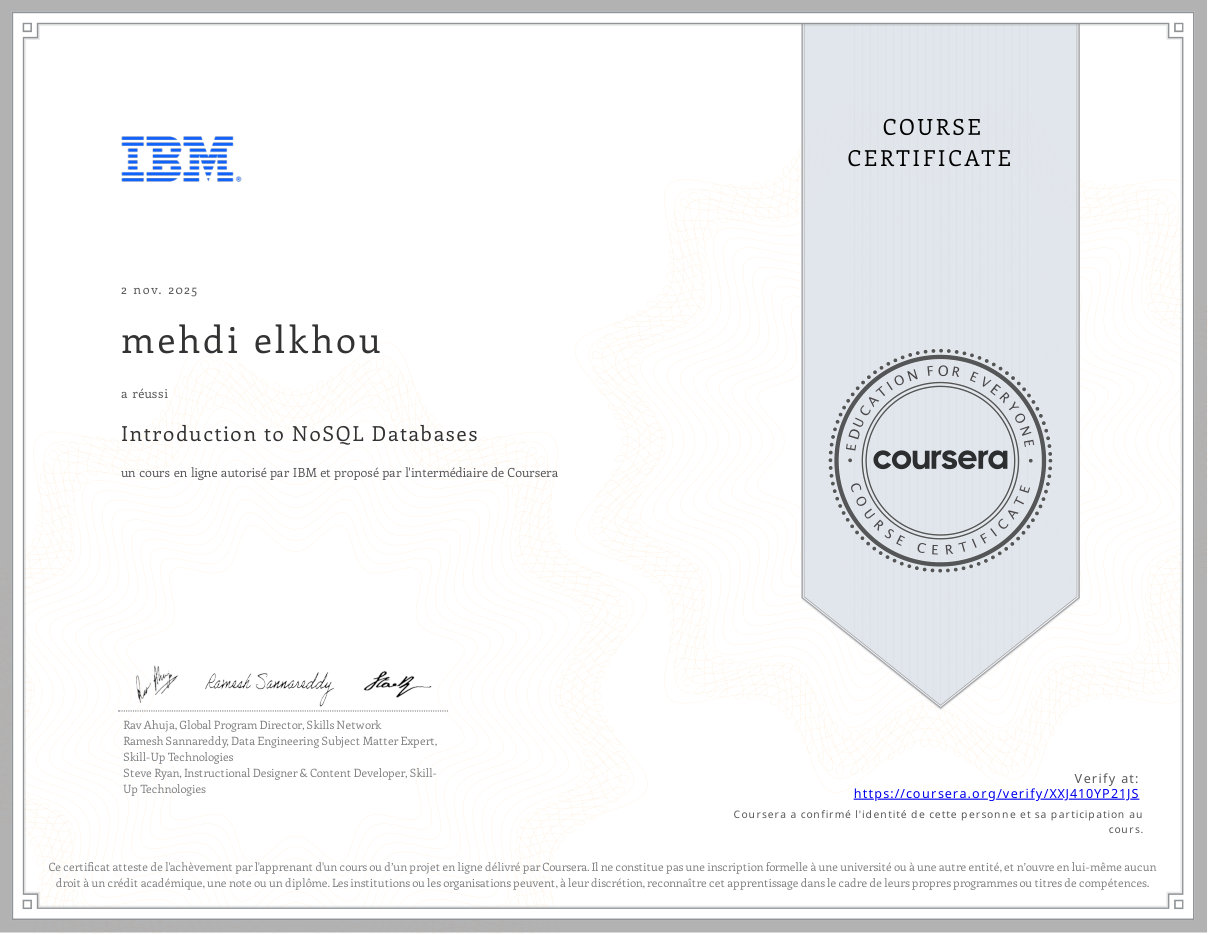 IBM®
COURSE
CERTIFICATE
2 nov. 2025
mehdi elkhou
a réussi
Introduction to NoSQL Databases
un cours en ligne autorisé par IBM et proposé par l'intermédiaire de Coursera
EDUCATION FOR EVERYONE
coursera
COURSE CERTIFICATE
Ramesh Sannareddy
Rav Ahuja, Global Program Director, Skills Network
Ramesh Sannareddy, Data Engineering Subject Matter Expert,
Skill-Up Technologies
Steve Ryan, Instructional Designer & Content Developer, Skill-
Up Technologies
Verify at:
https://coursera.org/verify/XXJ410YP21JS
Coursera a confirmé l'identité de cette personne et sa participation au
cours.
Ce certificat atteste de l'achèvement par l'apprenant d'un cours ou d'un projet en ligne délivré par Coursera. Il ne constitue pas une inscription formelle à une université ou à une autre entité, et n'ouvre en lui-même aucun
droit à un crédit académique, une note ou un diplôme. Les institutions ou les organisations peuvent, à leur discrétion, reconnaître cet apprentissage dans le cadre de leurs propres programmes ou titres de compétences.